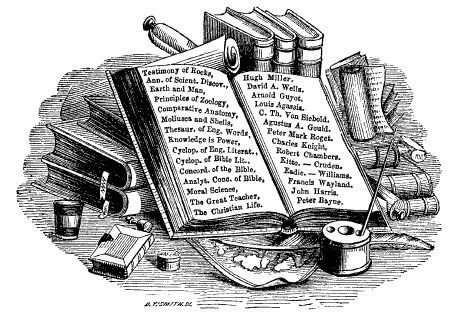 Testimony of Rocks,
Ann. of Scient. Discov.,
Earth and Man,
Principles of Zoology,
Comparative Anatomy,
Mollusca and Shells,
Thesaur. of Eng. Words
Knowledge is Power,
Cyclop. of Eng. Literat.,
Cyclop. of Bible Lit.,
Concord. of the Bible,
Analyt. Conc. of Bible,
Moral Science,
The Great Teacher,
The Christian Life.
Hugh Miller.
David A. Wells.
Arnold Guyot.
Louis Agassiz.
C. Th. Von Siebold.
Agustus A. Gould.
Peter Mark Roget.
Charles Knight,
Robert Chambers.
Kitto. — Cruden.
Eadie. — Williams.
Francis Wayland.
John Harris.
Peter Bayne.